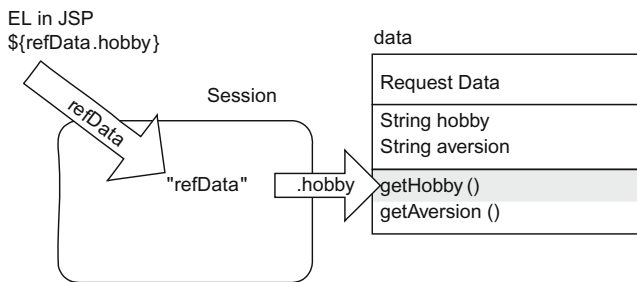 EL in JSP
${refData.hobby}
refData
Session
"refData"
.hobby
data
Request Data
String hobby
String aversion
getHobby ()
getAversion ()